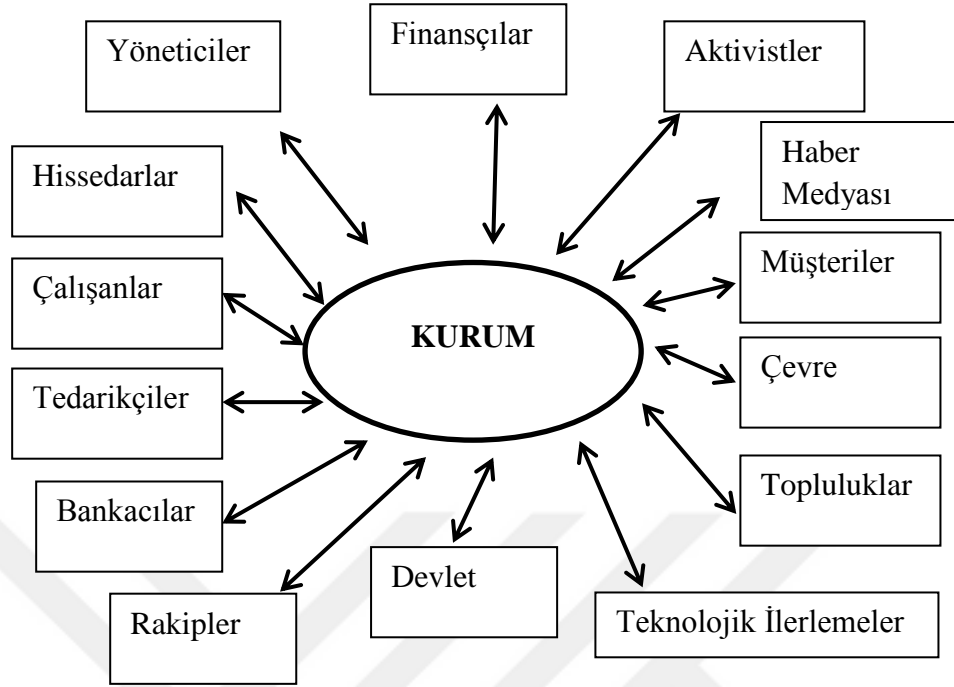 Yöneticiler
Finansçılar
Aktivistler
Haber
Medyası
Hissedarlar
Müşteriler
Çalışanlar
KURUM
Çevre
Tedarikçiler
Topluluklar
Bankacılar
Devlet
Rakipler
Teknolojik İlerlemeler